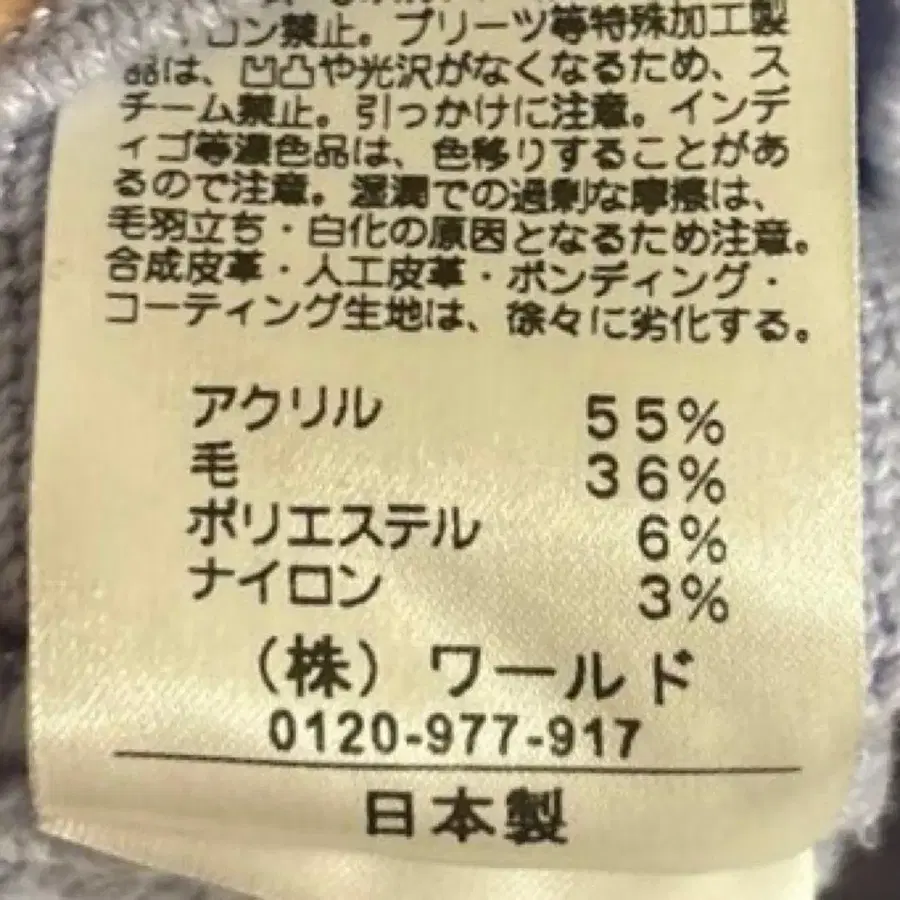 ロン禁止。プリーツ等特殊加工製
品は、凹凸や光沢がなくなるため、ス
チーム禁止。引っかけに注意。インデ
ィゴ等濃色品は、色移りすることがあ
るので注意。湿潤での過剰な摩擦は、
毛羽立ち・白化の原因となるため注意。
合成皮革・人工皮革・ボンディング・
コーティング生地は、徐々に劣化する。
アクリル 55%
毛 36%
ポリエステル 6%
ナイロン 3%
(株) ワールド
0120-977-917
日本製